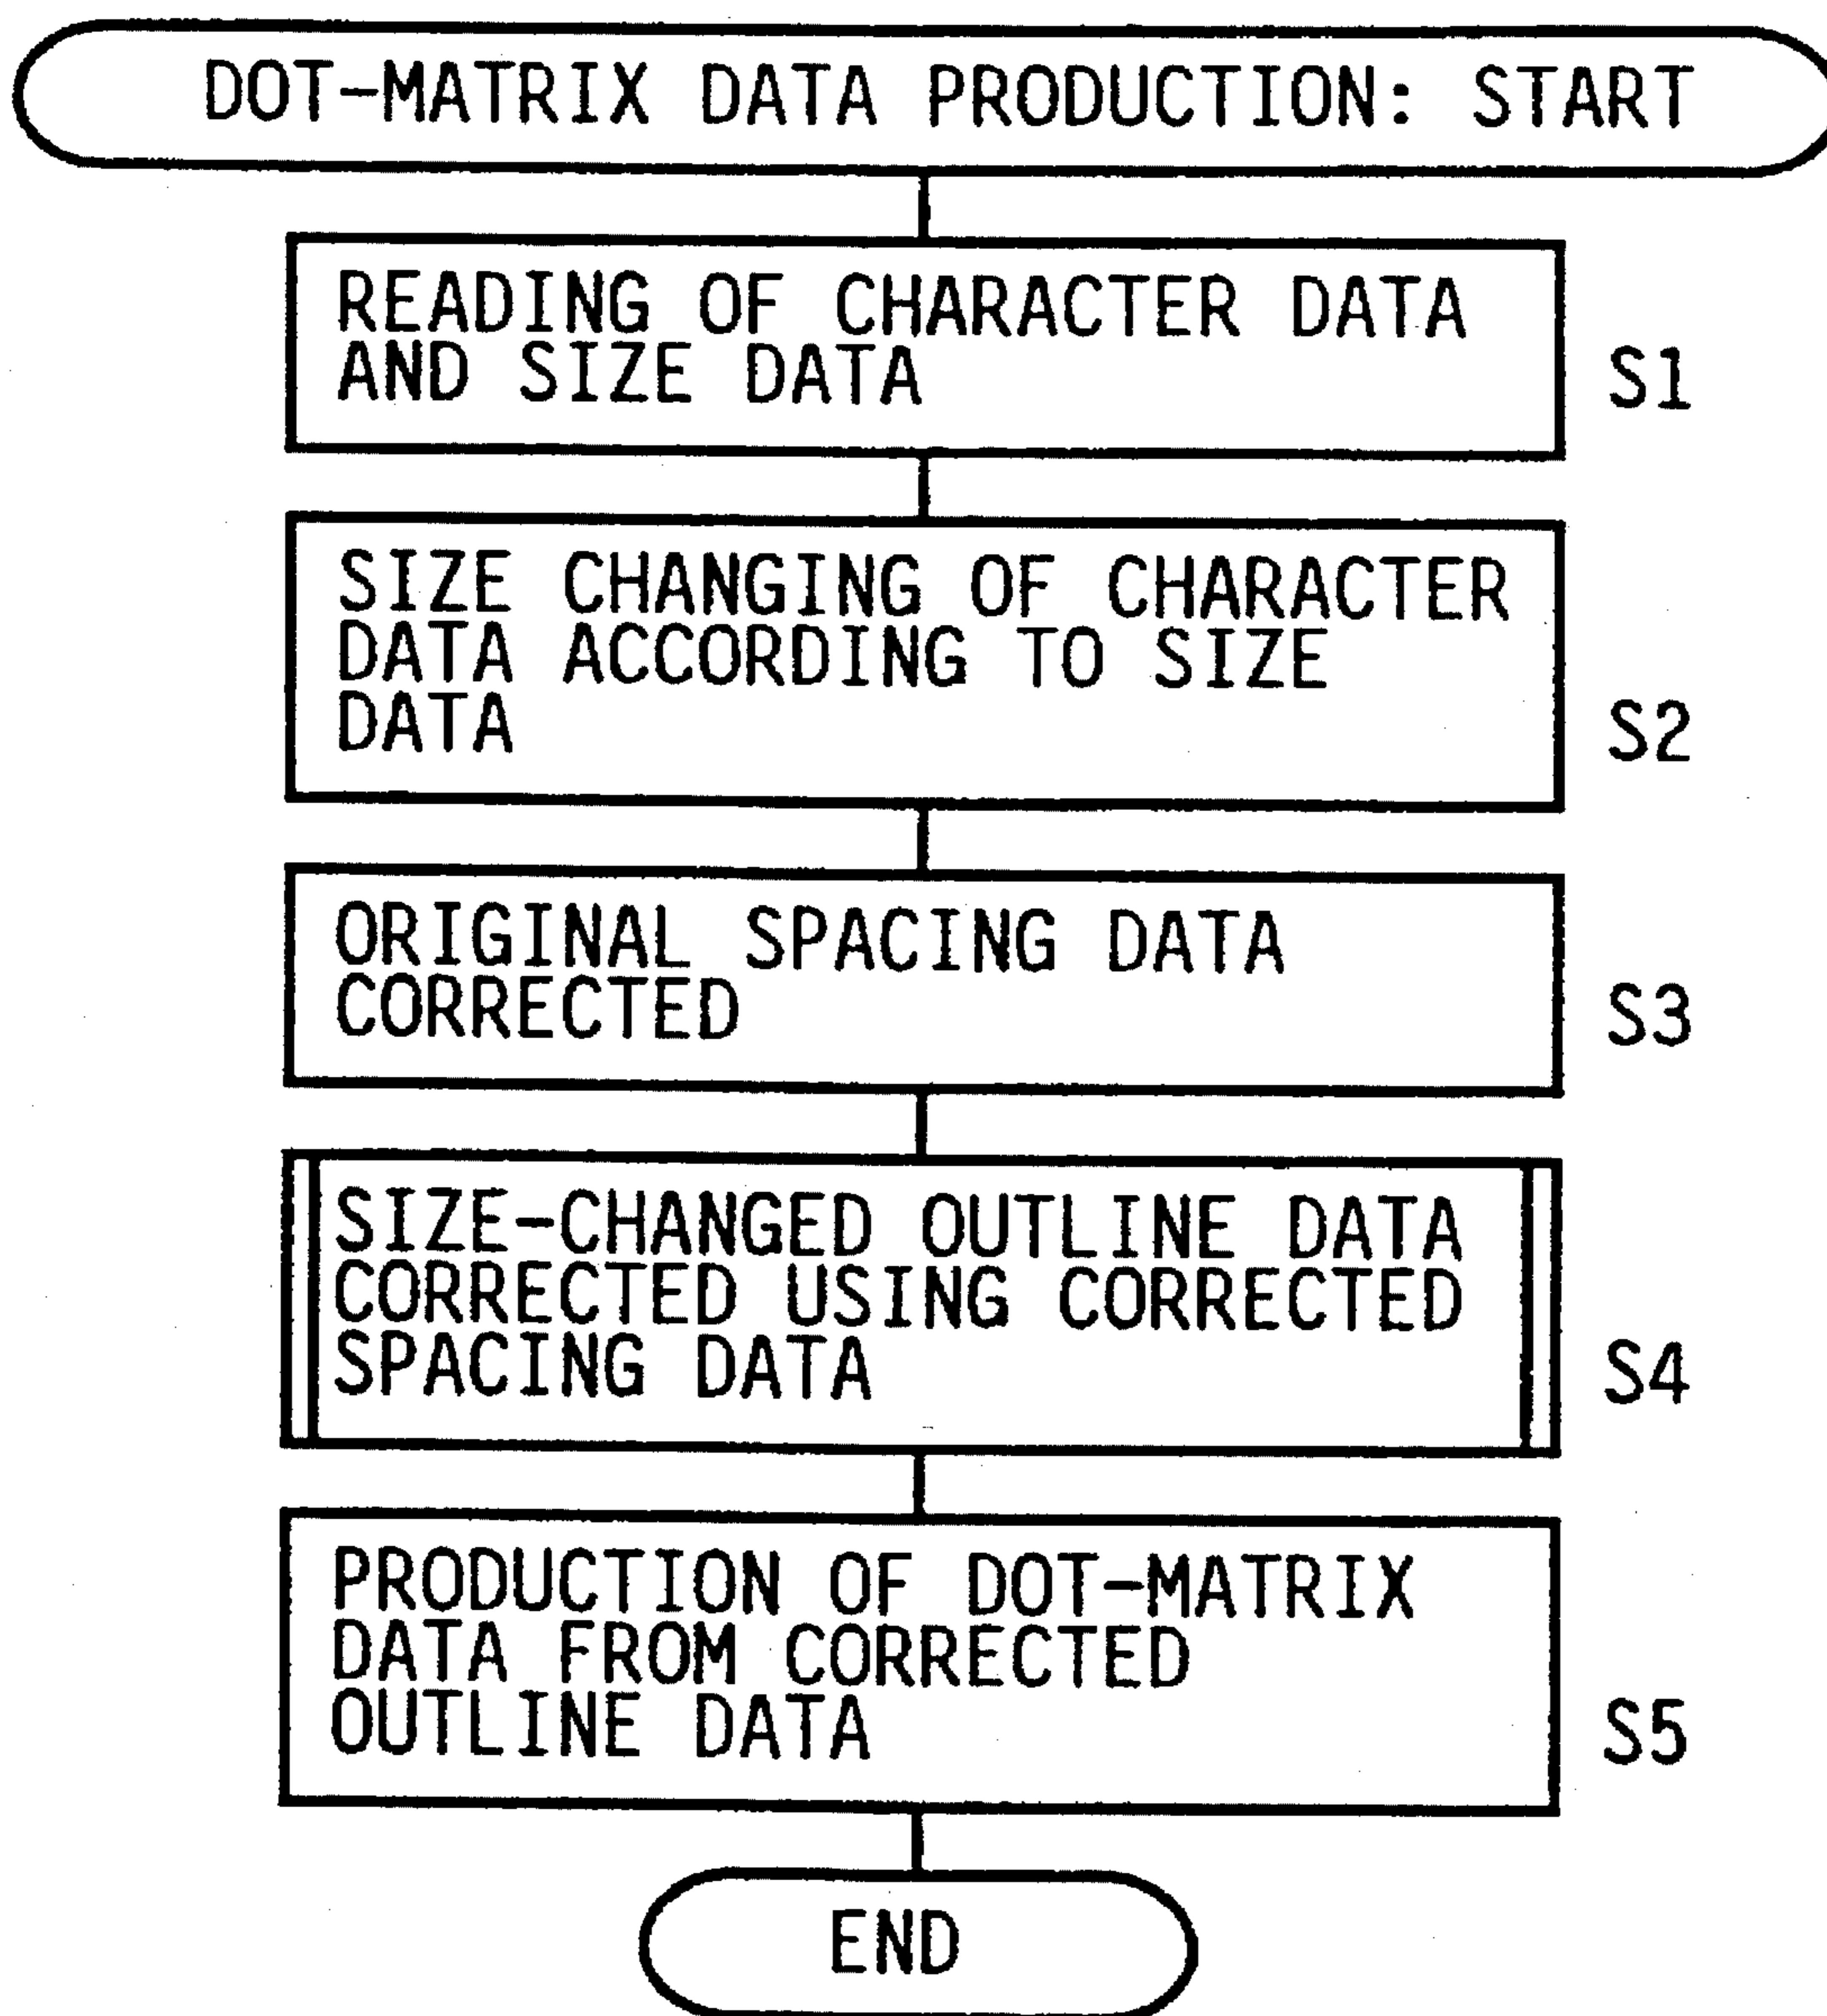 DOT-MATRIX DATA PRODUCTION: START
READING OF CHARACTER DATA
AND SIZE DATA
S1
SIZE CHANGING OF CHARACTER
DATA ACCORDING TO SIZE
DATA
S2
ORIGINAL SPACING DATA
CORRECTED
S3
SIZE-CHANGED OUTLINE DATA
CORRECTED USING CORRECTED
SPACING DATA
S4
PRODUCTION OF DOT-MATRIX
DATA FROM CORRECTED
OUTLINE DATA
S5
END